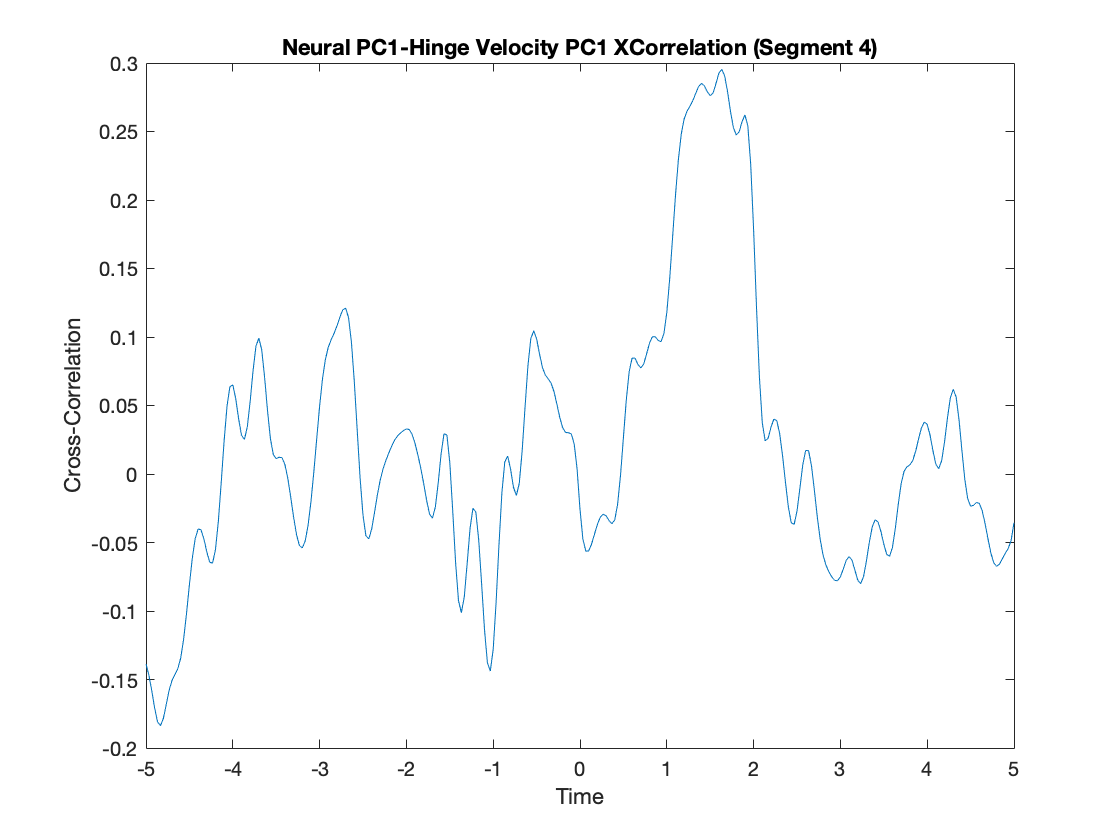 Neural PC1-Hinge Velocity PC1 XCorrelation (Segment 4)
0.3
0.25
0.2
0.15
0.1
0.05
0
-0.05
-0.1
-0.15
-0.2
Cross-Correlation
-5 -4 -3 -2 -1 0 1 2 3 4 5
Time